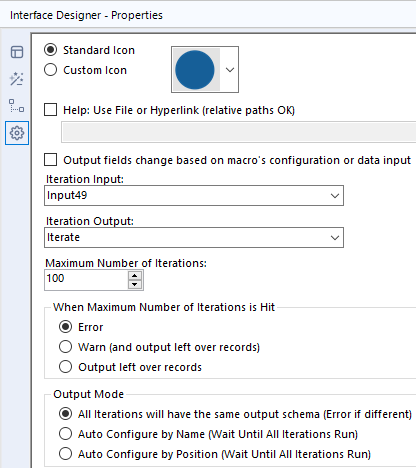 Interface Designer - Properties
Standard Icon
Custom Icon
Help: Use File or Hyperlink (relative paths OK)
Output fields change based on macro's configuration or data input
Iteration Input:
Input49
Iteration Output:
Iterate
Maximum Number of Iterations:
100
When Maximum Number of Iterations is Hit
Error
Warn (and output left over records)
Output left over records
Output Mode
All Iterations will have the same output schema (Error if different)
Auto Configure by Name (Wait Until All Iterations Run)
Auto Configure by Position (Wait Until All Iterations Run)